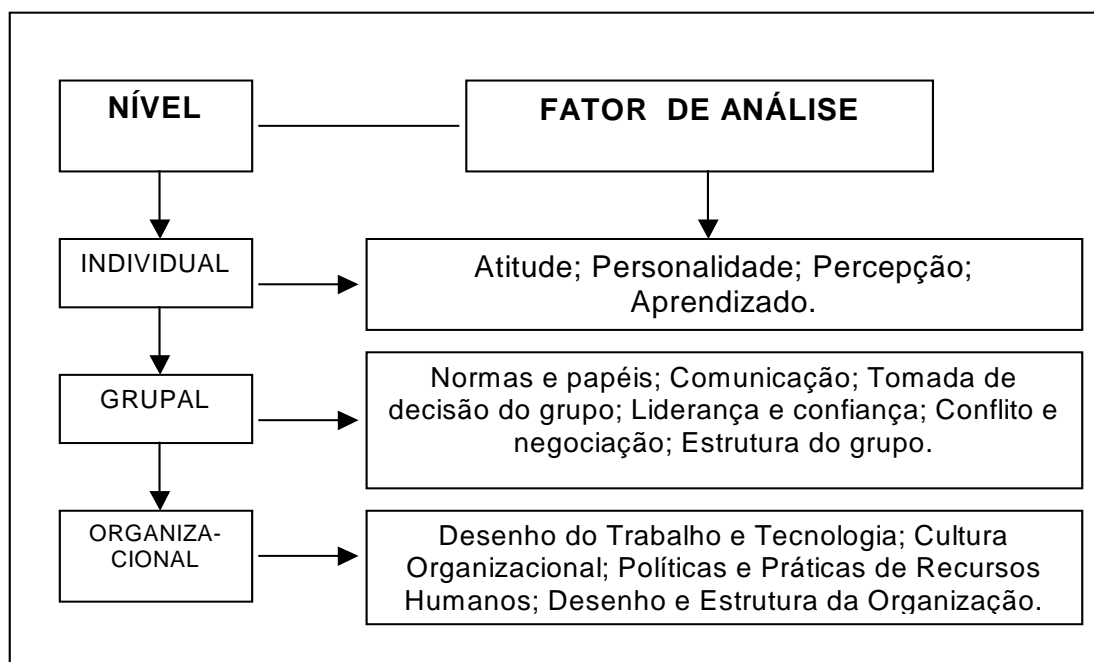 NÍVEL
FATOR DE ANÁLISE
INDIVIDUAL
Atitude; Personalidade; Percepção;
Aprendizado.
GRUPAL
Normas e papéis; Comunicação; Tomada de
decisão do grupo; Liderança e confiança; Conflito e
negociação; Estrutura do grupo.
ORGANIZA-
CIONAL
Desenho do Trabalho e Tecnologia; Cultura
Organizacional; Políticas e Práticas de Recursos
Humanos; Desenho e Estrutura da Organização.